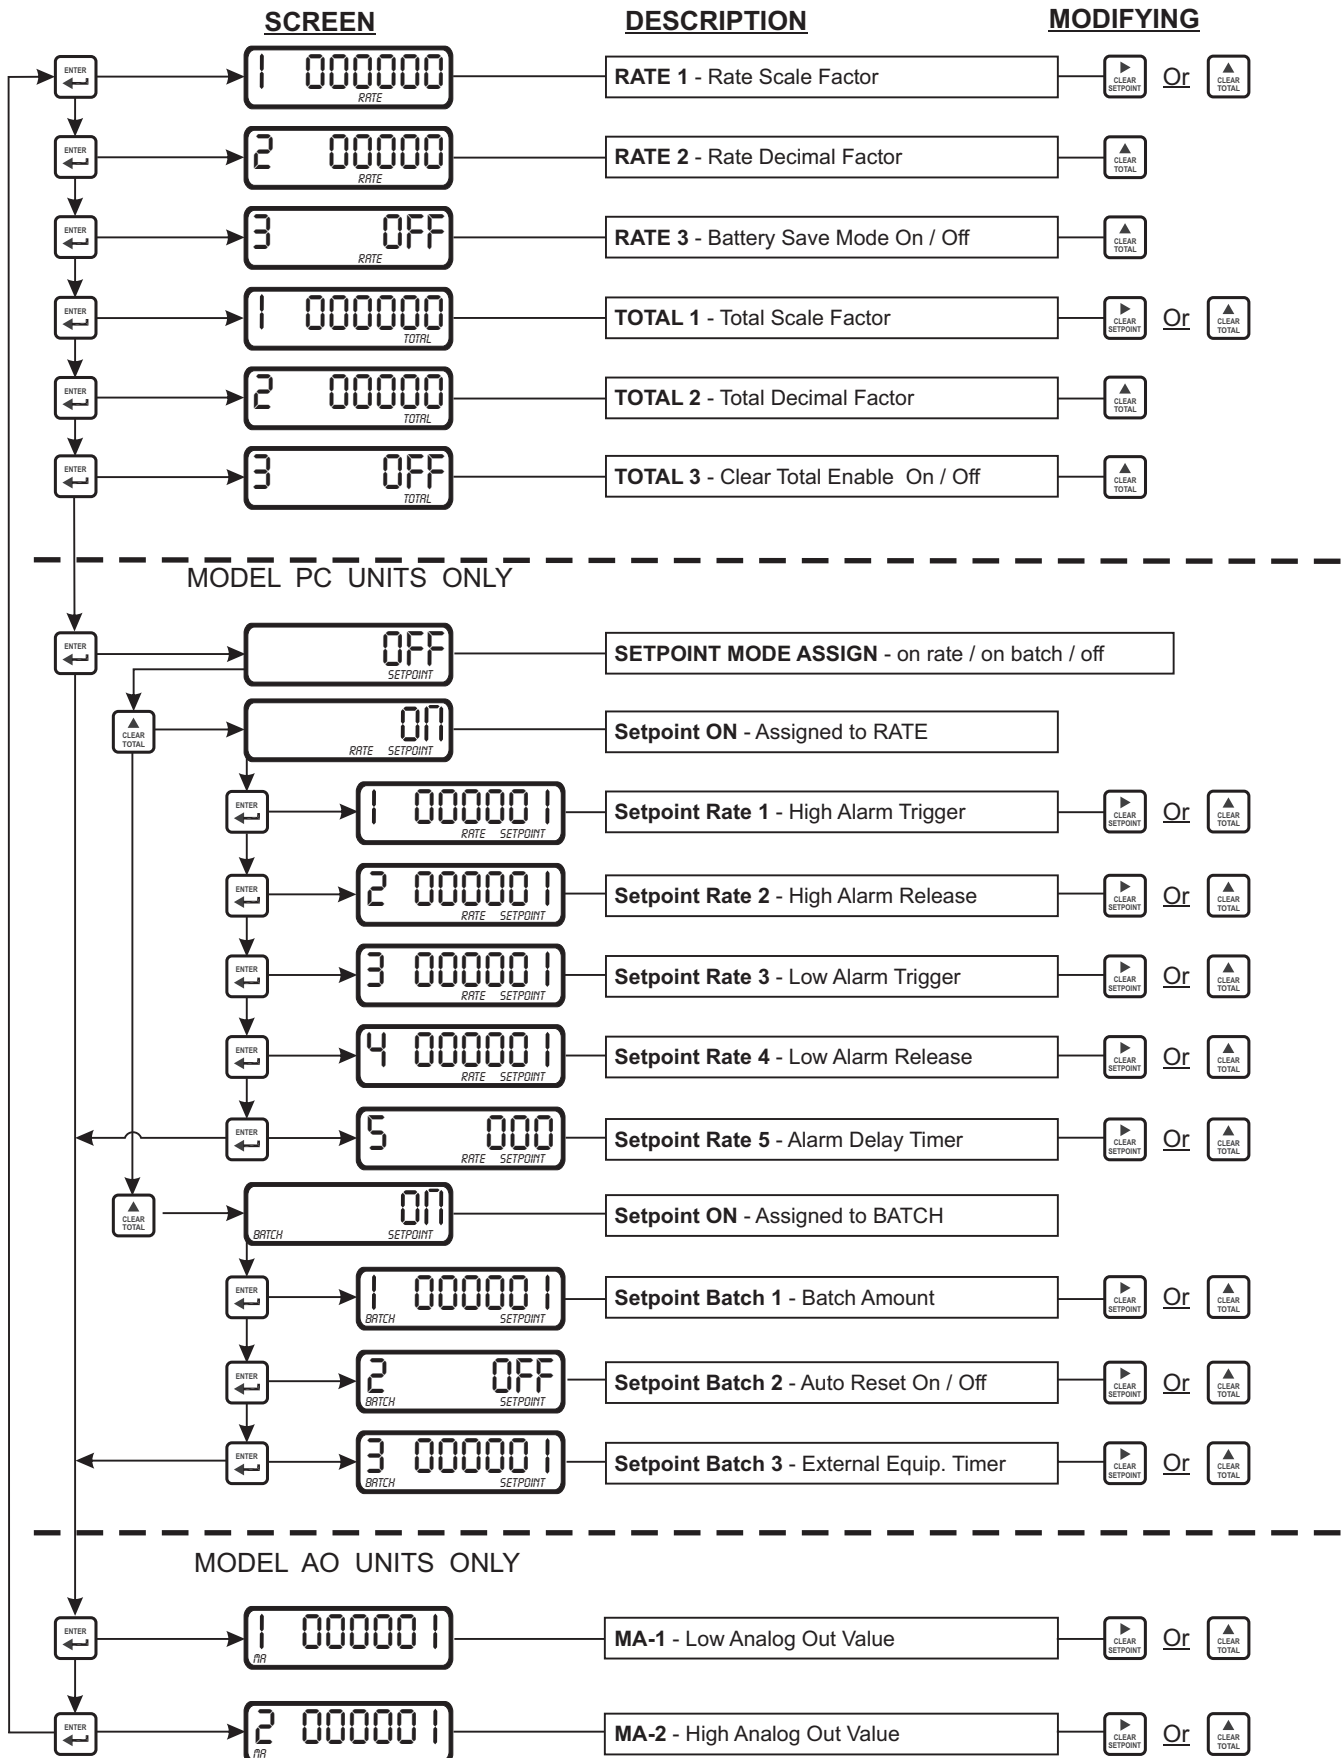 SCREEN DESCRIPTION MODIFYING
ENTER 1 000000 RATE RATE 1 - Rate Scale Factor CLEAR SETPOINT Or CLEAR TOTAL
ENTER 2 00000 RATE RATE 2 - Rate Decimal Factor CLEAR TOTAL
ENTER 3 OFF RATE RATE 3 - Battery Save Mode On / Off CLEAR TOTAL
ENTER 1 000000 TOTAL TOTAL 1 - Total Scale Factor CLEAR SETPOINT Or CLEAR TOTAL
ENTER 2 00000 TOTAL TOTAL 2 - Total Decimal Factor CLEAR TOTAL
ENTER 3 OFF TOTAL TOTAL 3 - Clear Total Enable On / Off CLEAR TOTAL
MODEL PC UNITS ONLY
ENTER OFF SETPOINT SETPOINT MODE ASSIGN - on rate / on batch / off
CLEAR TOTAL ON RATE SETPOINT Setpoint ON - Assigned to RATE
ENTER 1 000001 RATE SETPOINT Setpoint Rate 1 - High Alarm Trigger CLEAR SETPOINT Or CLEAR TOTAL
ENTER 2 000001 RATE SETPOINT Setpoint Rate 2 - High Alarm Release CLEAR SETPOINT Or CLEAR TOTAL
ENTER 3 000001 RATE SETPOINT Setpoint Rate 3 - Low Alarm Trigger CLEAR SETPOINT Or CLEAR TOTAL
ENTER 4 000001 RATE SETPOINT Setpoint Rate 4 - Low Alarm Release CLEAR SETPOINT Or CLEAR TOTAL
ENTER 5 000 RATE SETPOINT Setpoint Rate 5 - Alarm Delay Timer CLEAR SETPOINT Or CLEAR TOTAL
CLEAR TOTAL ON BATCH SETPOINT Setpoint ON - Assigned to BATCH
ENTER 1 000001 BATCH SETPOINT Setpoint Batch 1 - Batch Amount CLEAR SETPOINT Or CLEAR TOTAL
ENTER 2 OFF BATCH SETPOINT Setpoint Batch 2 - Auto Reset On / Off CLEAR SETPOINT Or CLEAR TOTAL
ENTER 3 000001 BATCH SETPOINT Setpoint Batch 3 - External Equip. Timer CLEAR SETPOINT Or CLEAR TOTAL
MODEL AO UNITS ONLY
ENTER 1 000001 MA MA-1 - Low Analog Out Value CLEAR SETPOINT Or CLEAR TOTAL
ENTER 2 000001 MA MA-2 - High Analog Out Value CLEAR SETPOINT Or CLEAR TOTAL